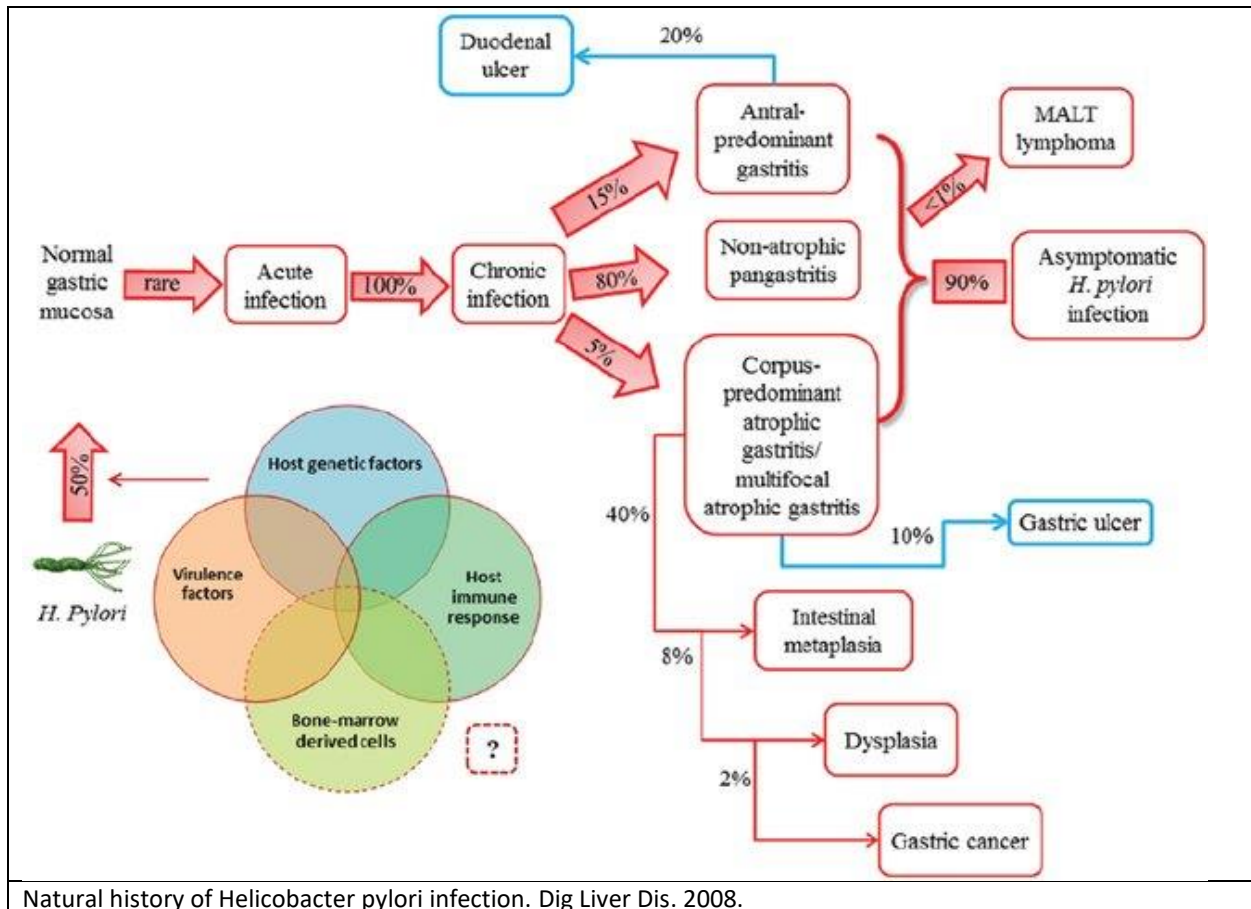 Duodenal
ulcer
20%
Antral-
predominant
gastritis
MALT
lymphoma
<1%
15%
Normal
gastric
mucosa
rare
Acute
infection
100%
Chronic
infection
80%
Non-atrophic
pangastritis
90%
Asymptomatic
H. pylori
infection
5%
Corpus-
predominant
atrophic
gastritis/
multifocal
atrophic gastritis
50%
H. Pylori
Host genetic factors
Virulence
factors
Host
immune
response
Bone-marrow
derived cells
?
40%
10%
Gastric ulcer
Intestinal
metaplasia
8%
Dysplasia
2%
Gastric cancer
Natural history of Helicobacter pylori infection. Dig Liver Dis. 2008.